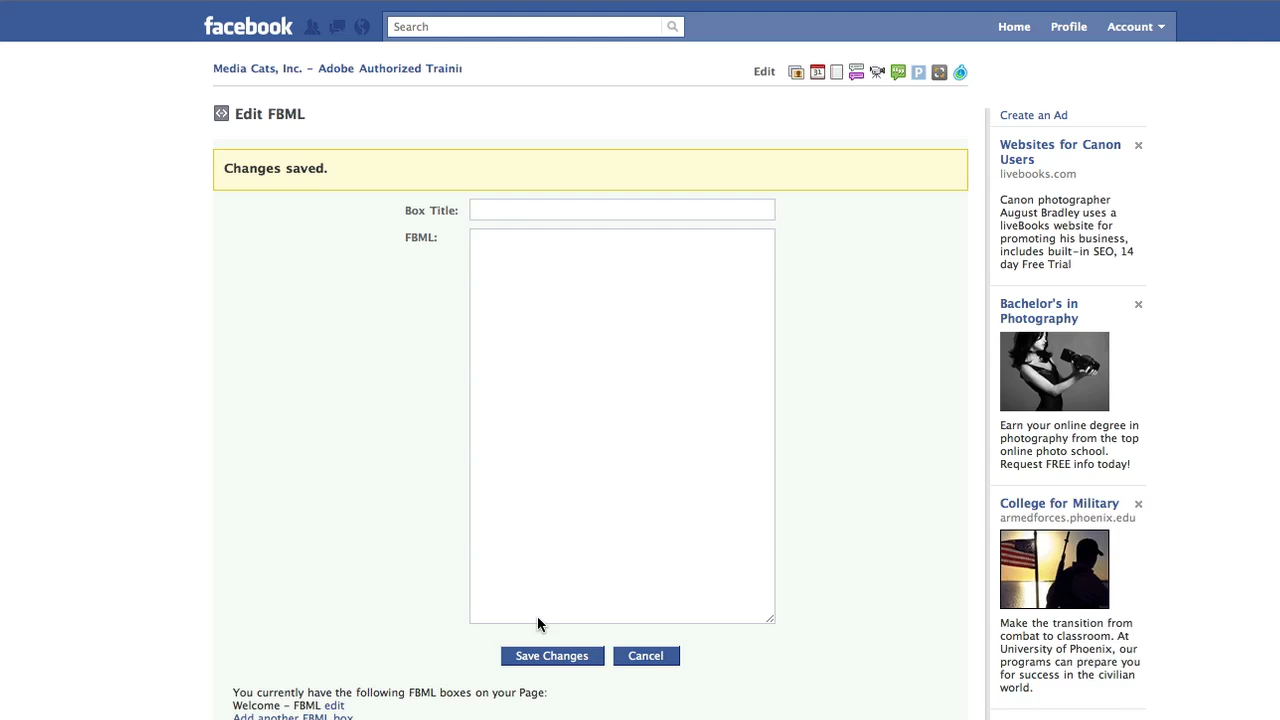 facebook
Search
Home Profile Account
Media Cats, Inc. - Adobe Authorized Traini
Edit
31
P
Edit FBML
Changes saved.
Box Title:
FBML:
Save Changes Cancel
You currently have the following FBML boxes on your Page:
Welcome - FBML edit
Add another FBML box
Create an Ad
Websites for Canon
Users
livebooks.com
Canon photographer
August Bradley uses a
liveBooks website for
promoting his business,
includes built-in SEO, 14
day Free Trial
Bachelor's in
Photography
Earn your online degree in
photography from the top
online photo school.
Request FREE info today!
College for Military
armedforces.phoenix.edu
Make the transition from
combat to classroom. At
University of Phoenix, our
programs can prepare you
for success in the civilian
world.